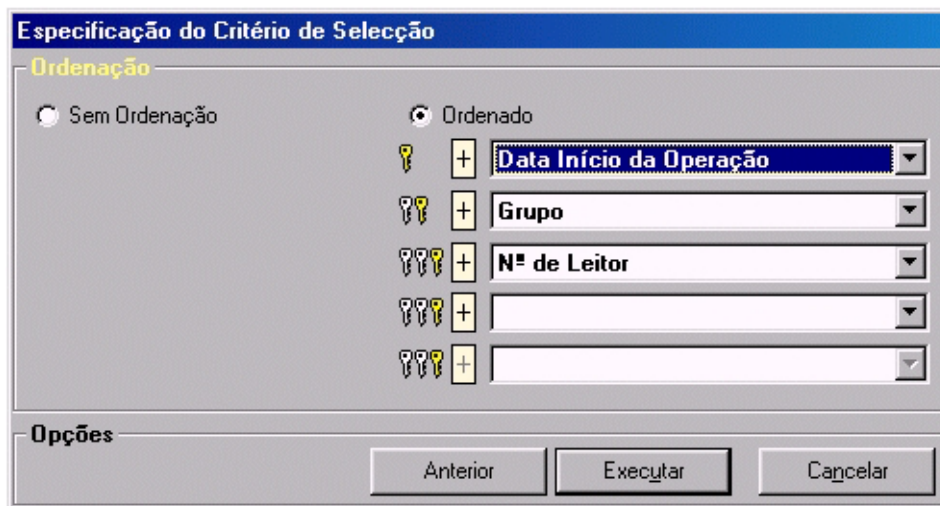 Especificação do Critério de Selecção
Ordenação
Sem Ordenação
Ordenado
+ Data Início da Operação
+ Grupo
+ Nº de Leitor
+
+
Opções
Anterior
Executar
Cancelar